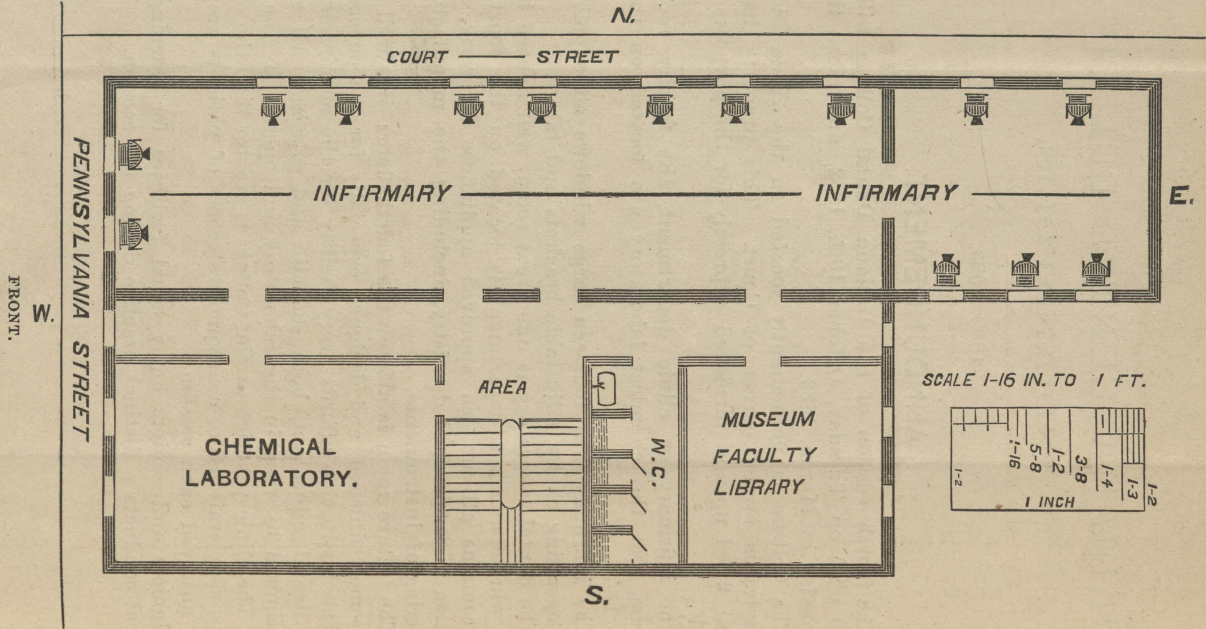 N.
COURT — STREET
PENNSYLVANIA STREET
INFIRMARY
INFIRMARY
E.
W.
FRONT.
AREA
CHEMICAL
LABORATORY.
W.C.
MUSEUM
FACULTY
LIBRARY
SCALE 1-16 IN. TO 1 FT.
1-2
1-16
5-8
1-2
3-8
1-4
1-3
1-2
1 INCH
S.